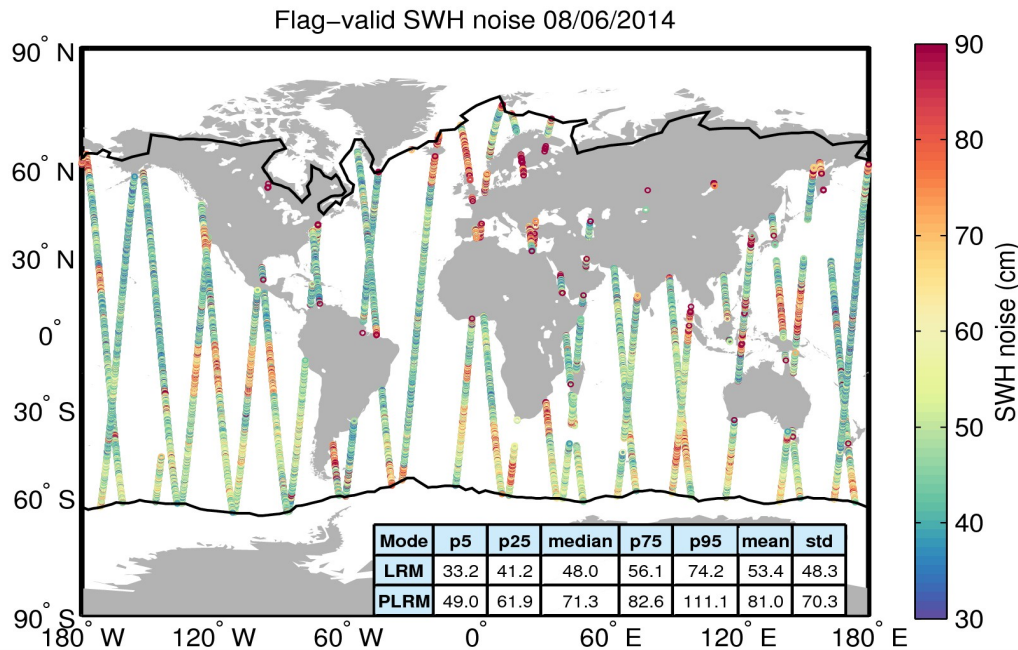 Flag−valid SWH noise 08/06/2014
90° N
60° N
30° N
0°
30° S
60° S
90° S
180° W
120° W
60° W
0°
60° E
120° E
180° E
90
80
70
60
50
40
30
SWH noise (cm)
Mode p5 p25 median p75 p95 mean std
LRM 33.2 41.2 48.0 56.1 74.2 53.4 48.3
PLRM 49.0 61.9 71.3 82.6 111.1 81.0 70.3